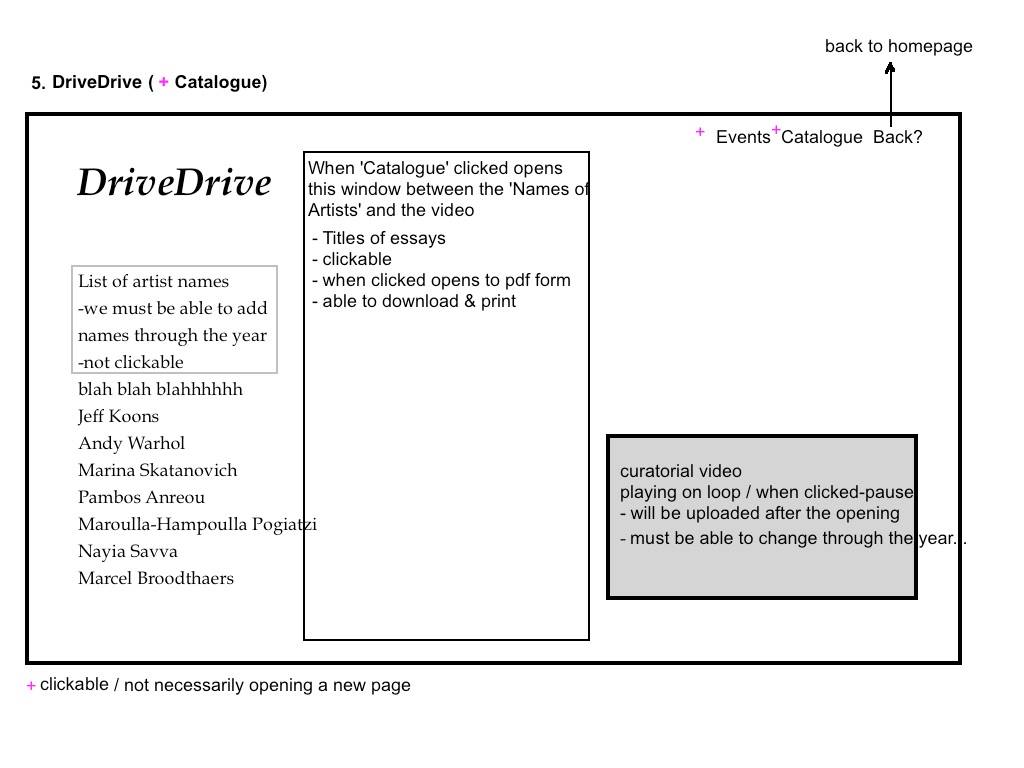 back to homepage
5. DriveDrive ( + Catalogue)
+ Events + Catalogue Back?
DriveDrive
When 'Catalogue' clicked opens
this window between the 'Names of
Artists' and the video
- Titles of essays
- clickable
- when clicked opens to pdf form
- able to download & print
List of artist names
-we must be able to add
names through the year
-not clickable
blah blah blahhhhhh
Jeff Koons
Andy Warhol
Marina Skatanovich
Pambos Anreou
Maroulla-Hampoulla Pogiatzi
Nayia Savva
Marcel Broodthaers
curatorial video
playing on loop / when clicked-pause
- will be uploaded after the opening
- must be able to change through the year...
+ clickable / not necessarily opening a new page